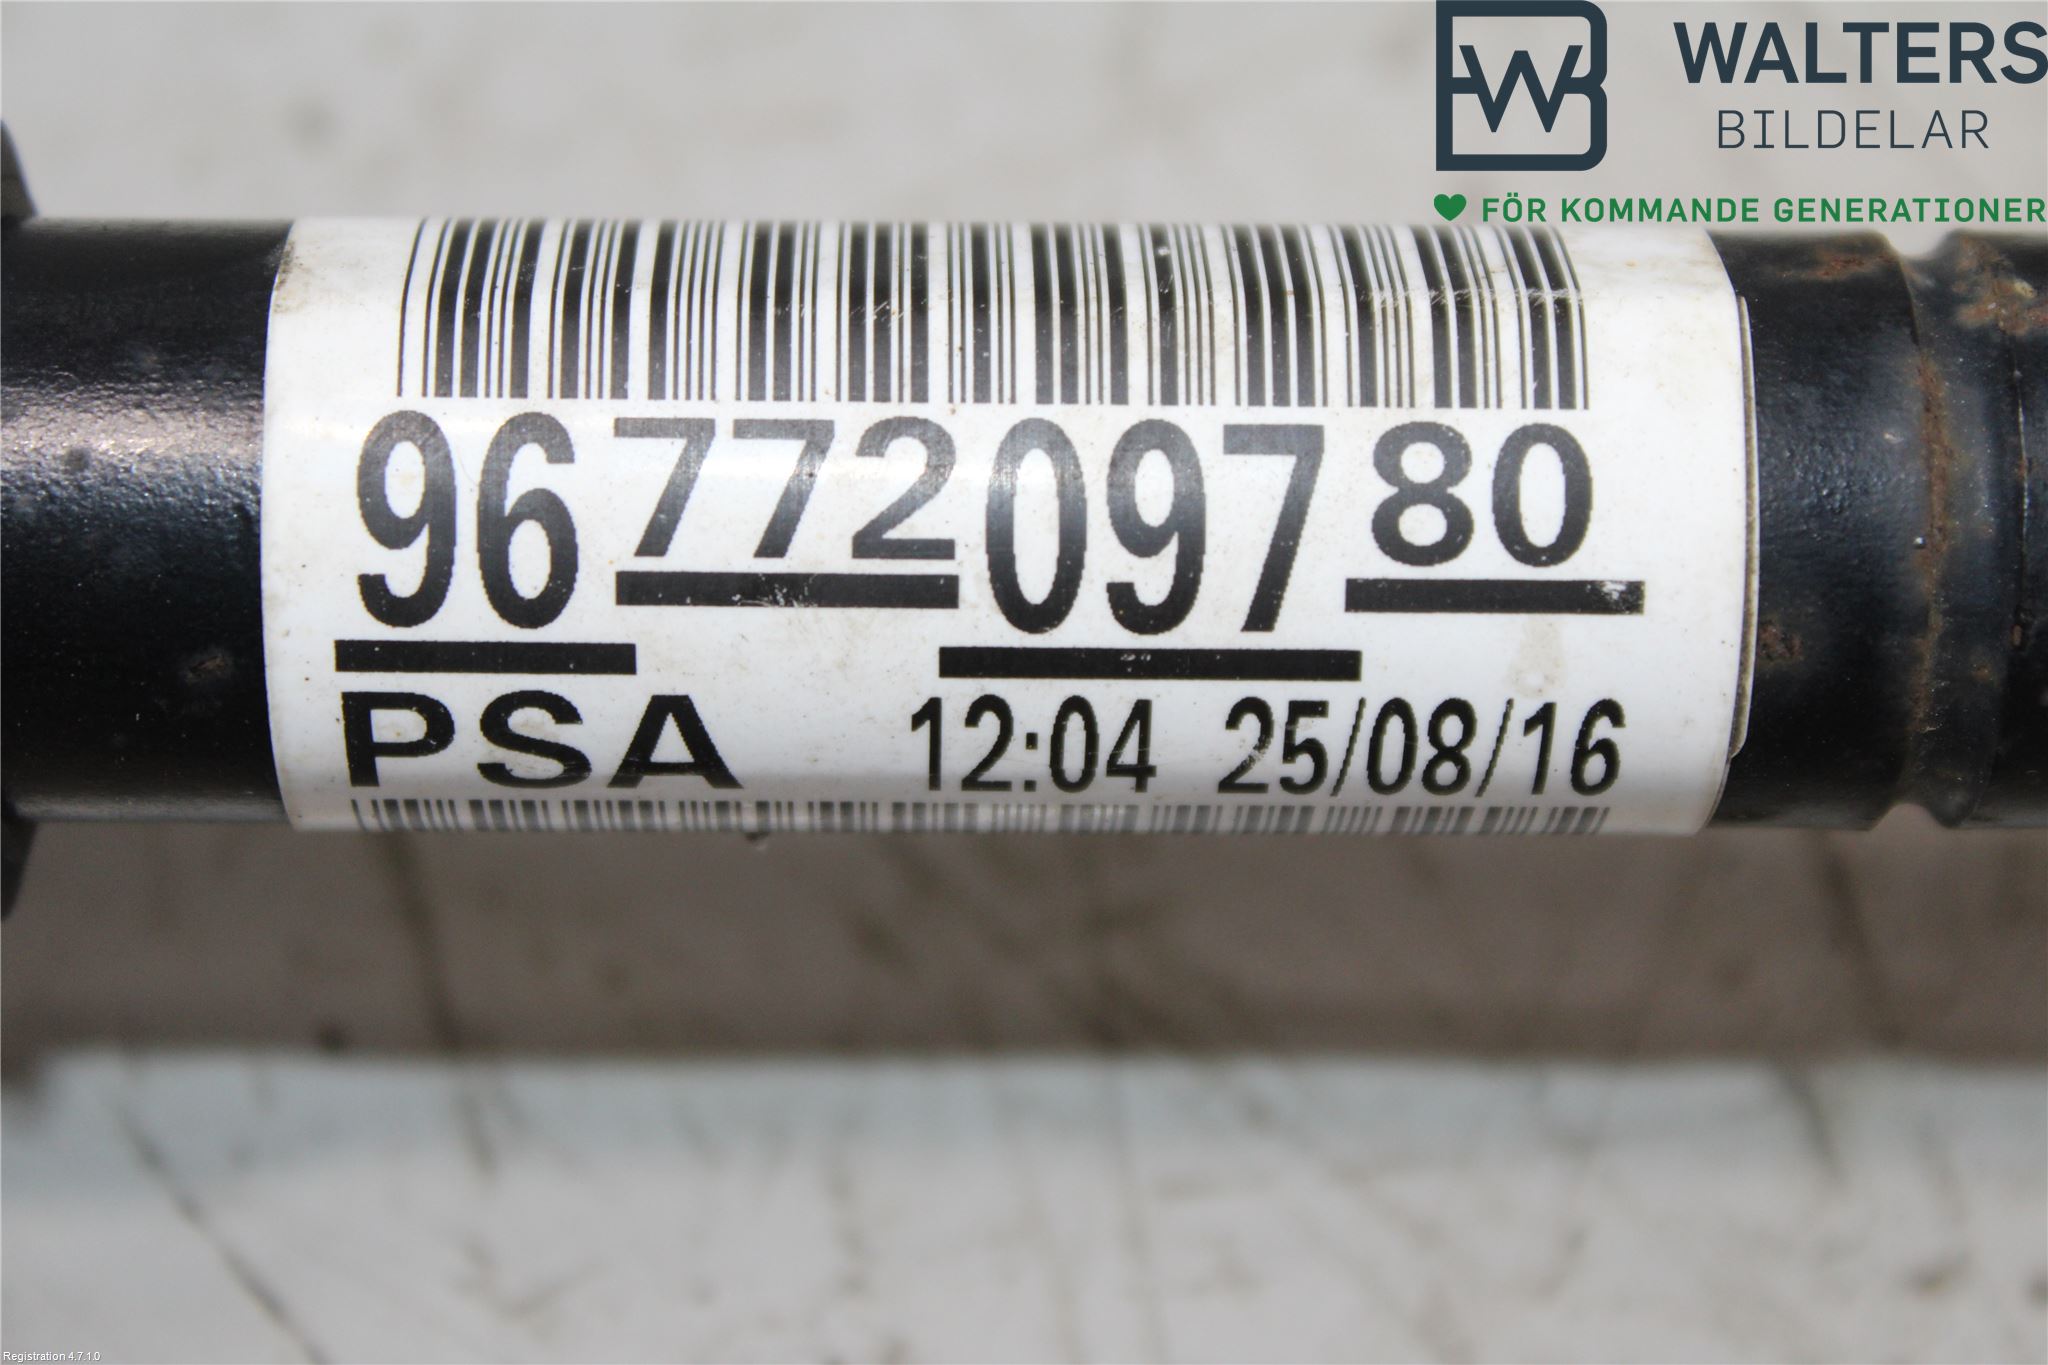 WALTERS
BILDELAR
FÖR KOMMANDE GENERATIONER
9677209780
PSA 12:04 25/08/16
Registration 4.7.1.0